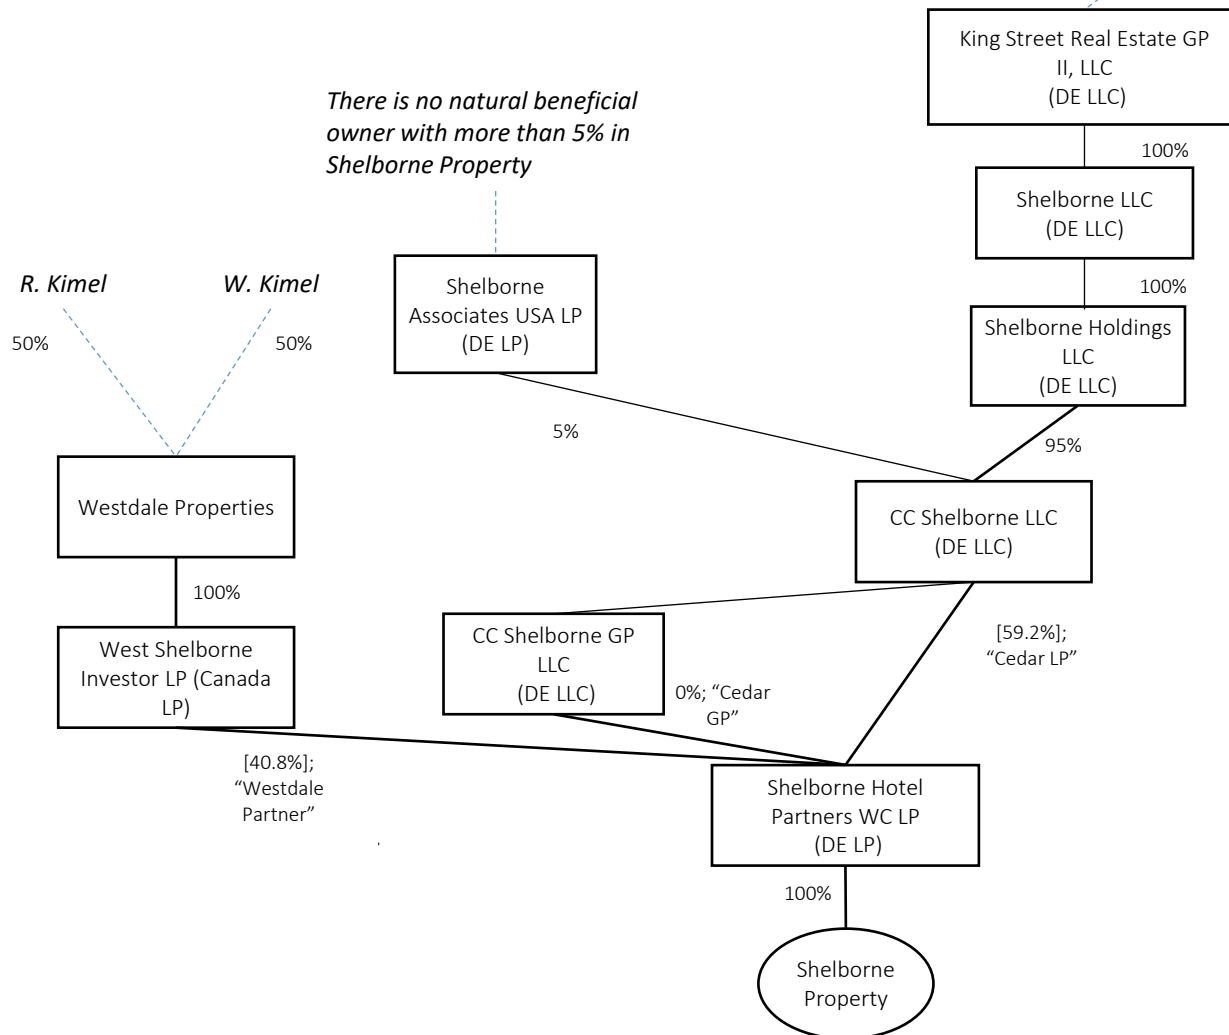 King Street Real Estate GP
II, LLC
(DE LLC)
There is no natural beneficial
owner with more than 5% in
Shelborne Property
100%
Shelborne LLC
(DE LLC)
100%
R. Kimel
W. Kimel
50%
50%
Shelborne
Associates USA LP
(DE LP)
Shelborne Holdings
LLC
(DE LLC)
5%
95%
Westdale Properties
CC Shelborne LLC
(DE LLC)
100%
West Shelborne
Investor LP (Canada
LP)
CC Shelborne GP
LLC
(DE LLC)
[59.2%];
“Cedar LP”
0%; “Cedar
GP”
[40.8%];
“Westdale
Partner”
Shelborne Hotel
Partners WC LP
(DE LP)
100%
Shelborne
Property